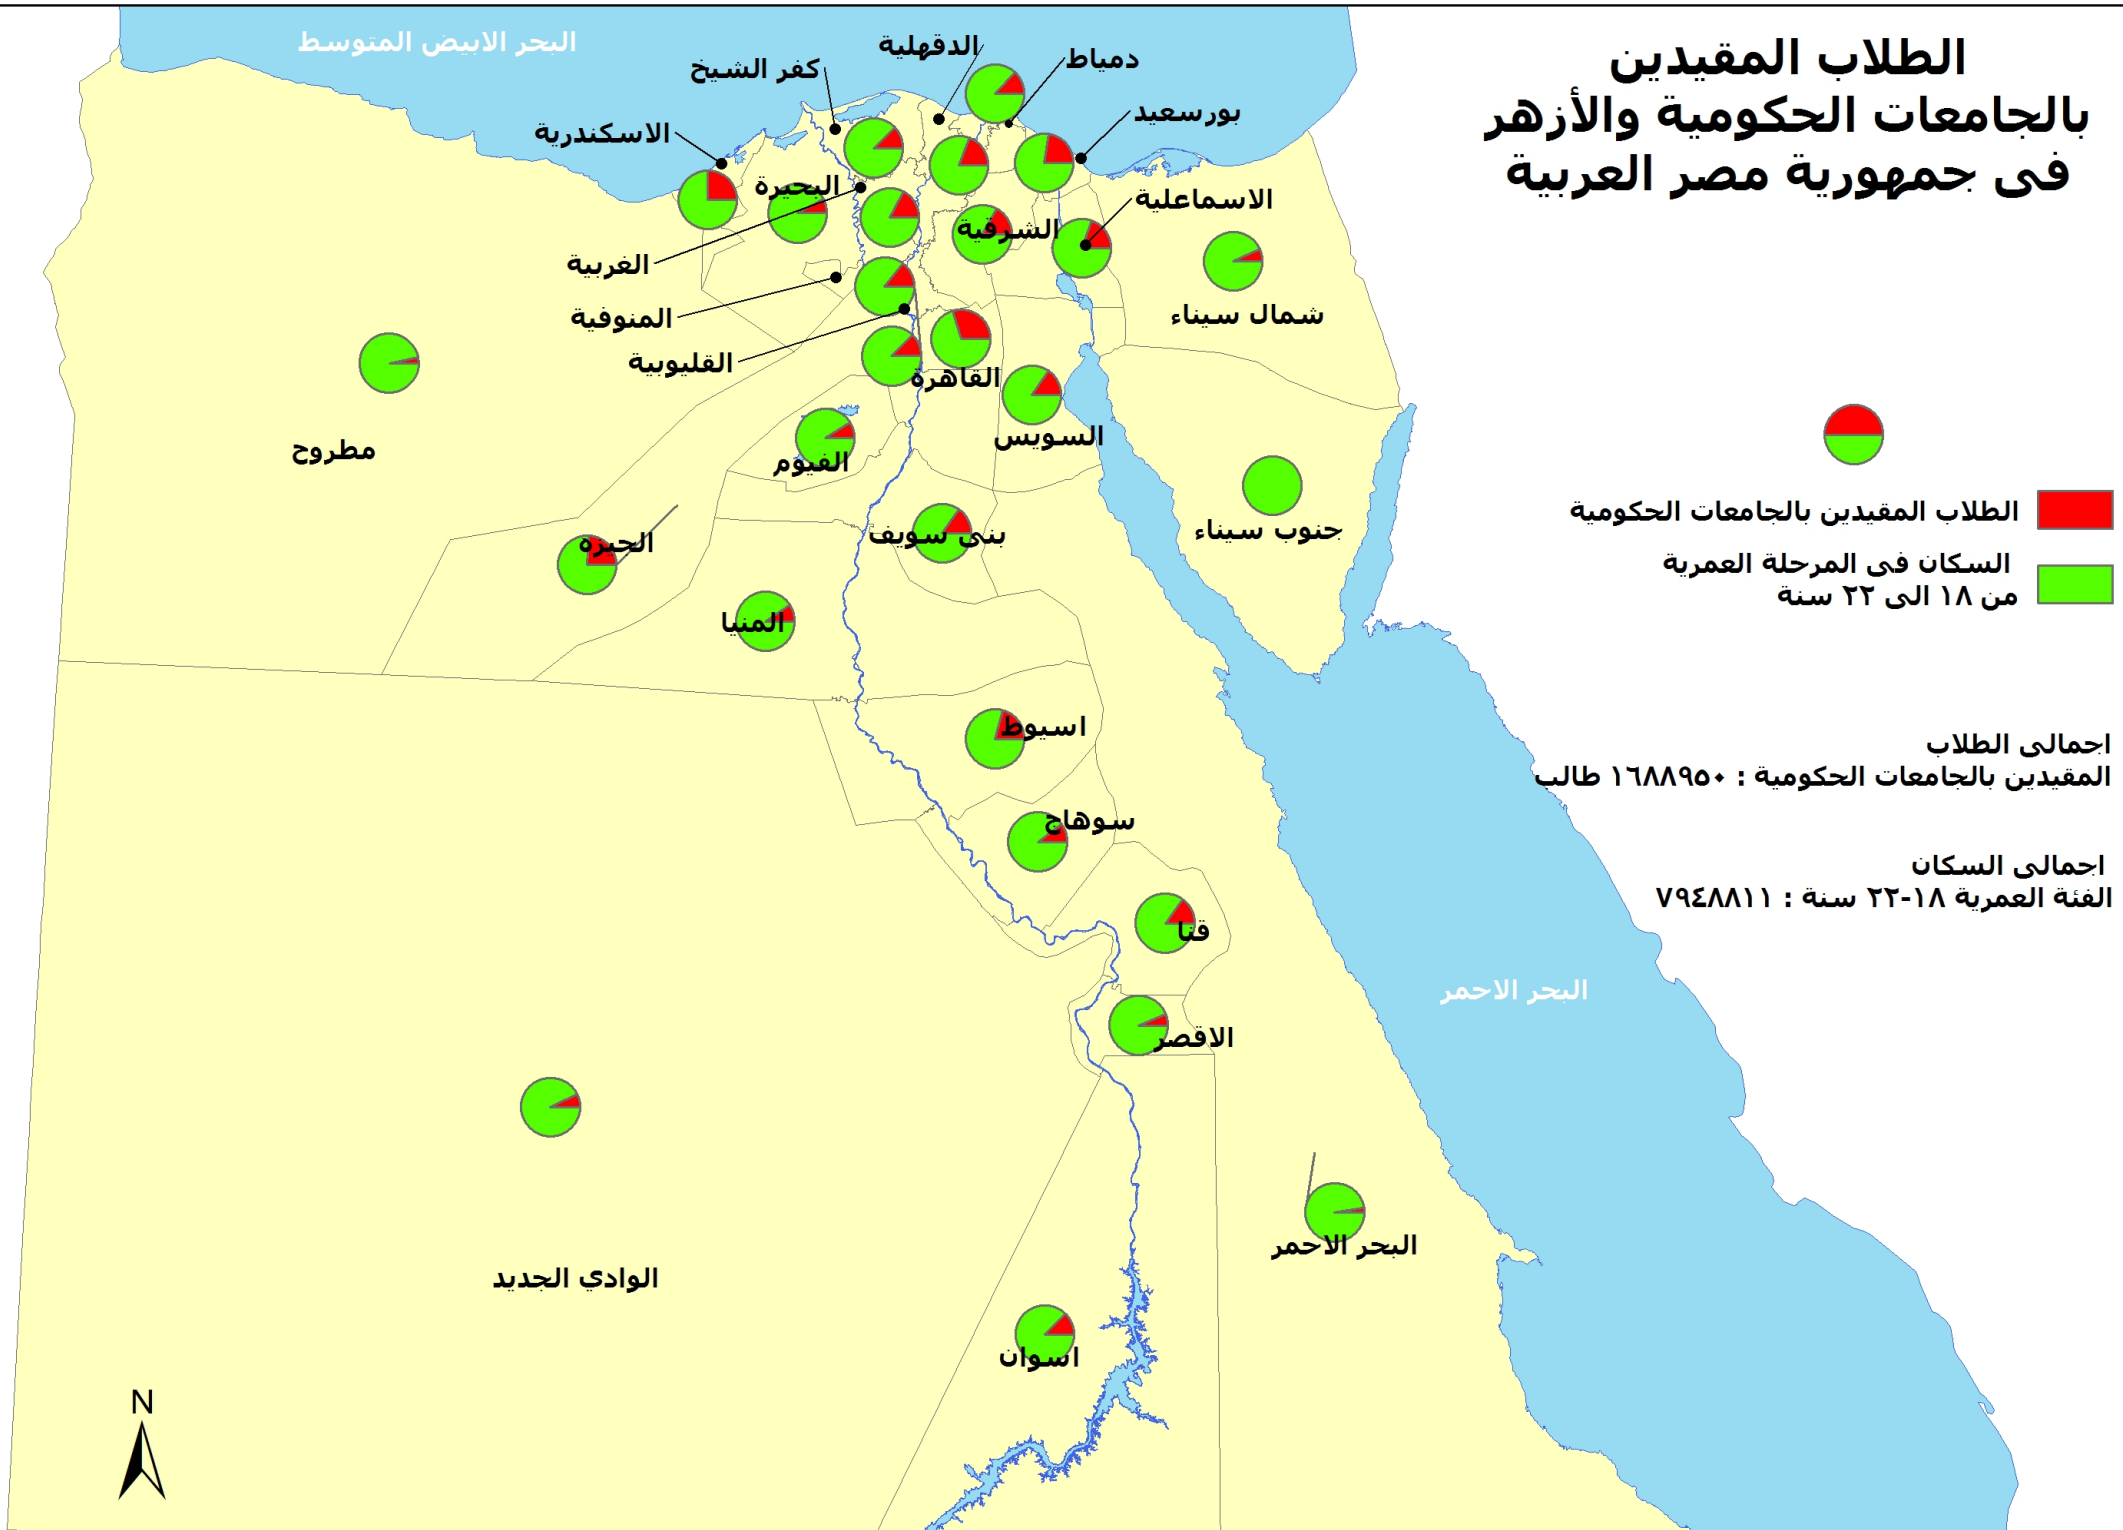 الطلاب المقيدين
بالجامعات الحكومية والأزهر
فى جمهورية مصر العربية
البحر الابيض المتوسط
الدقهلية
دمياط
كفر الشيخ
بورسعيد
الاسكندرية
البحيرة
الاسماعلية
الشرقية
الغربية
شمال سيناء
المنوفية
القليوبية
القاهرة
السويس
مطروح
الفيوم
جنوب سيناء
بنى سويف
الجيزة
المنيا
اسيوط
سوهاج
قنا
الاقصر
البحر الاحمر
الوادي الجديد
اسوان
البحر الاحمر
N
الطلاب المقيدين بالجامعات الحكومية
السكان فى المرحلة العمرية
من ١٨ الى ٢٢ سنة
اجمالى الطلاب
المقيدين بالجامعات الحكومية : ١٦٨٨٩٥٠ طالب
اجمالى السكان
الفئة العمرية ١٨-٢٢ سنة : ٧٩٤٨٨١١